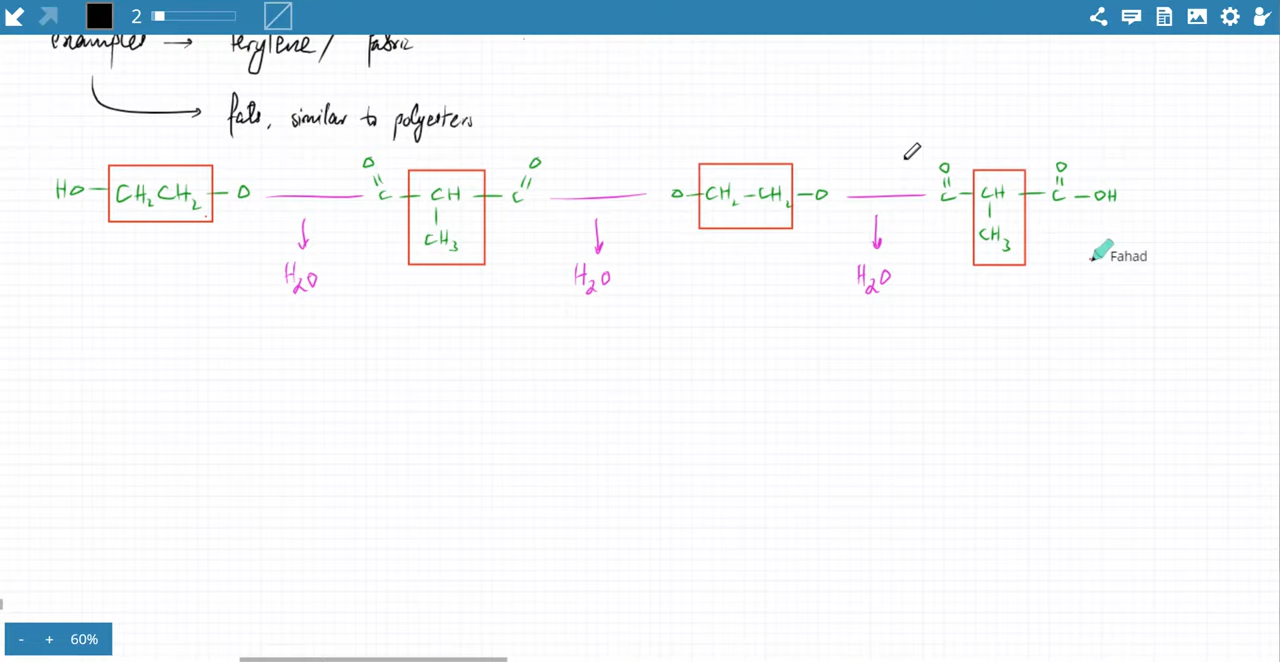 2
examples → terylene / fabric
fats, similar to polyesters
HO-CH2CH2-O C=O-CH-C=O O-CH2-CH2-O C=O-CH-C=O-OH
CH3 CH3
H2O H2O H2O
Fahad
- + 60%